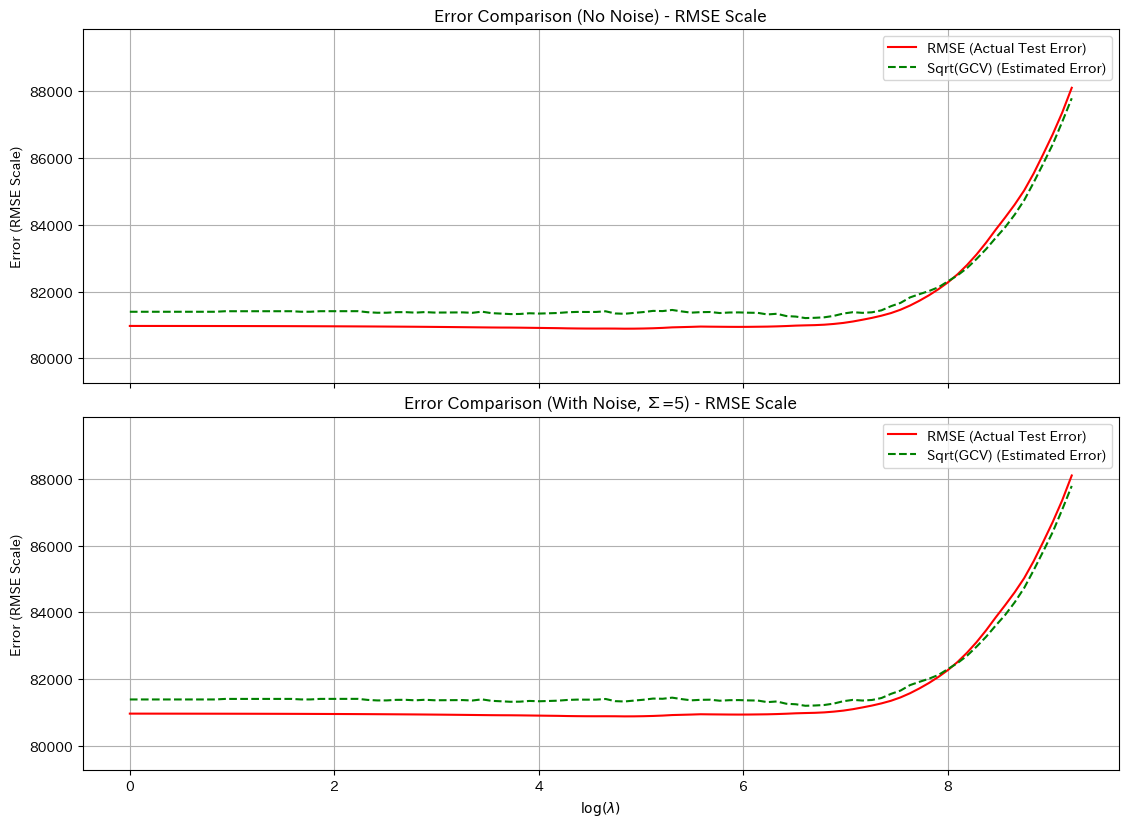 Error Comparison (No Noise) - RMSE Scale
RMSE (Actual Test Error)
Sqrt(GCV) (Estimated Error)
Error (RMSE Scale)
88000
86000
84000
82000
80000
Error Comparison (With Noise, Σ=5) - RMSE Scale
RMSE (Actual Test Error)
Sqrt(GCV) (Estimated Error)
Error (RMSE Scale)
88000
86000
84000
82000
80000
0 2 4 6 8
log(λ)